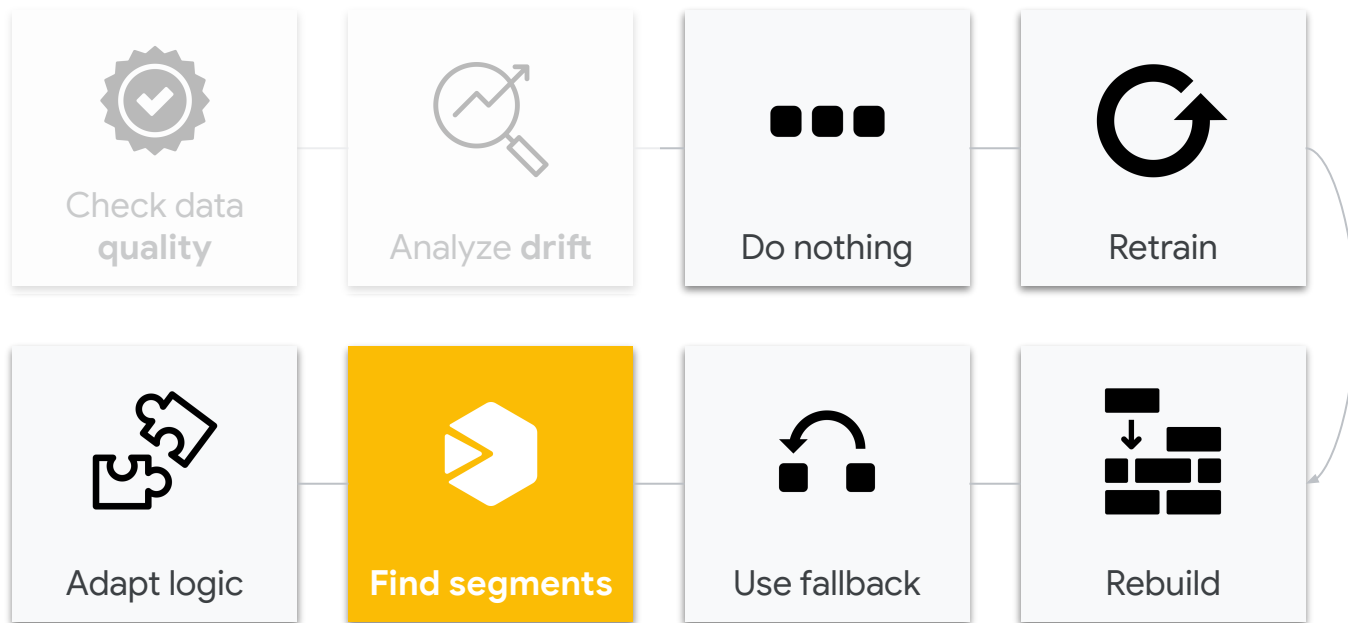 Check data
quality
Analyze drift
Do nothing
Retrain
Adapt logic
Find segments
Use fallback
Rebuild